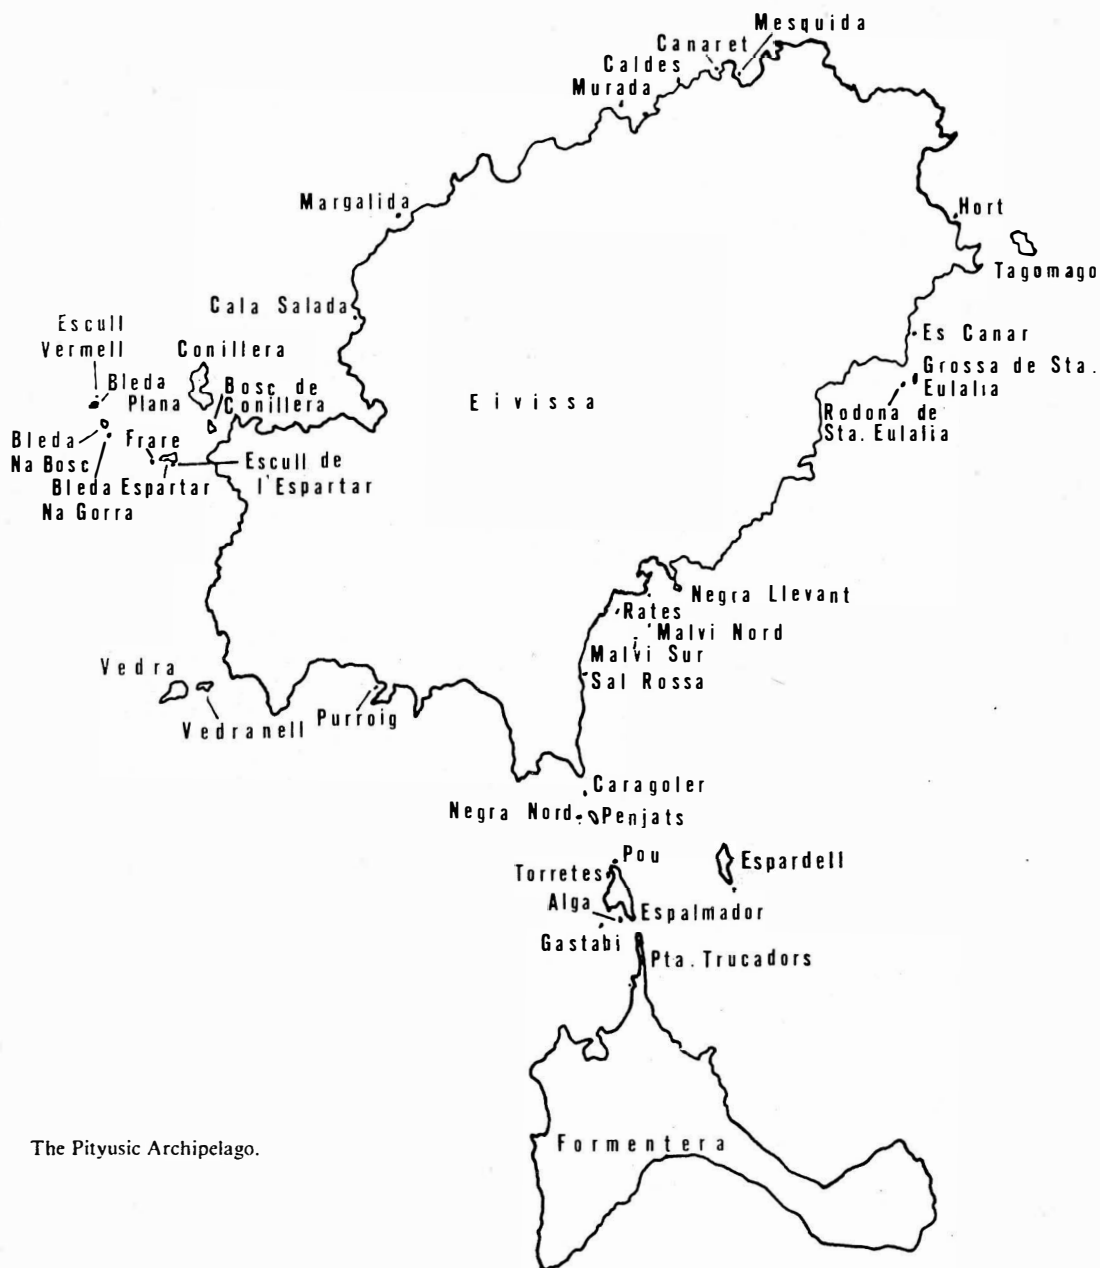 Mesquida
Canaret
Caldes
Murada
Margalida
Hort
Tagomago
Cala Salada
Escull
Vermell
Conillera
Bleda
Plana
Bosc de
Conillera
Eivissa
Es Canar
Grossa de Sta.
Eulalia
Rodona de
Sta. Eulalia
Bleda
Na Bosc
Frare
Escull de
l'Espartar
Bleda
Na Gorra
Espartar
Negra Llevant
Rates
Malvi Nord
Malvi Sur
Sal Rossa
Vedra
Vedranell
Purroig
Caragoler
Negra Nord
Penjats
Pou
Espardell
Torretes
Alga
Espalmador
Gastabi
Pta. Trucadors
Formentera
The Pityusic Archipelago.